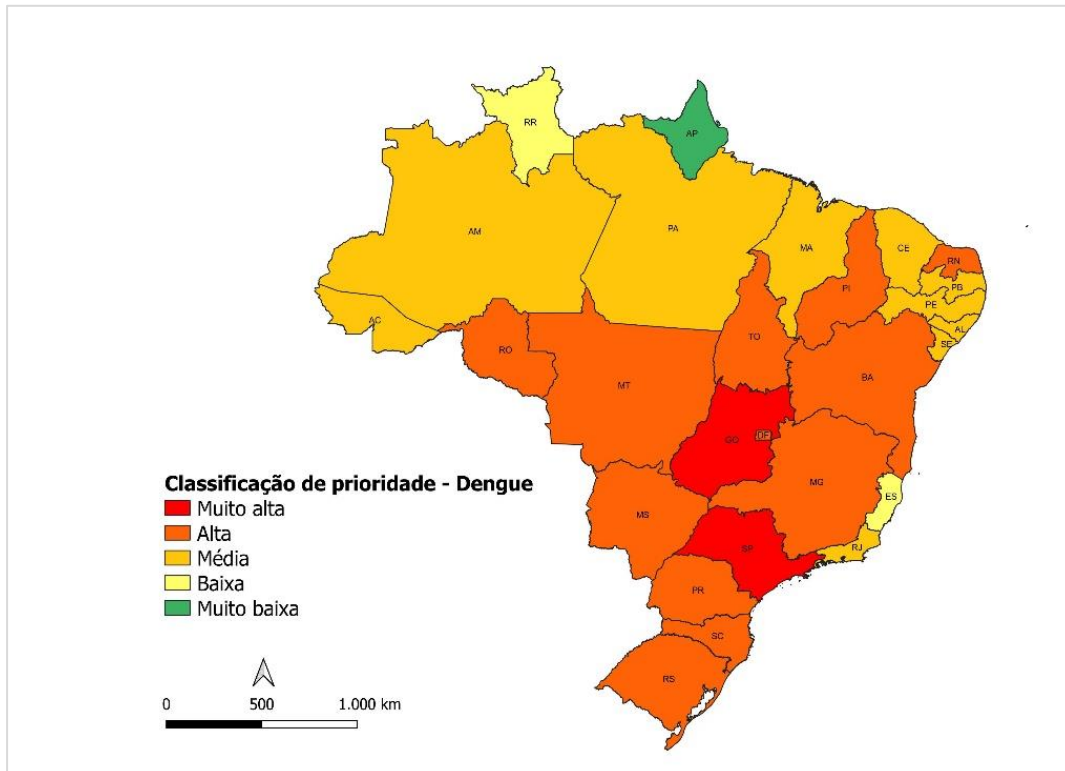 RR
AP
AM
PA
MA
CE
RN
PB
PE
AL
SE
PI
AC
TO
RO
BA
MT
GO
DF
MG
ES
MS
SP
RJ
PR
SC
RS
Classificação de prioridade - Dengue
Muito alta
Alta
Média
Baixa
Muito baixa
0 500 1.000 km